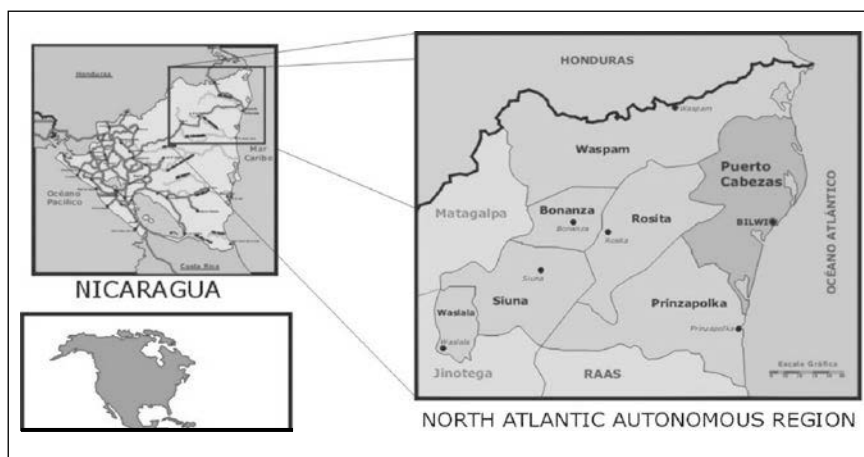 Honduras
Mar
Caribe
Océano
Pacífico
Costa Rica
NICARAGUA
HONDURAS
Waspam
Waspam
Puerto
Cabezas
Matagalpa
Bonanza
Bonanza
Rosita
Rosita
BILWI
OCÉANO ATLÁNTICO
Siuna
Siuna
Waslala
Waslala
Prinzapolka
Prinzapolka
Jinotega
RAAS
Escala Gráfica
NORTH ATLANTIC AUTONOMOUS REGION